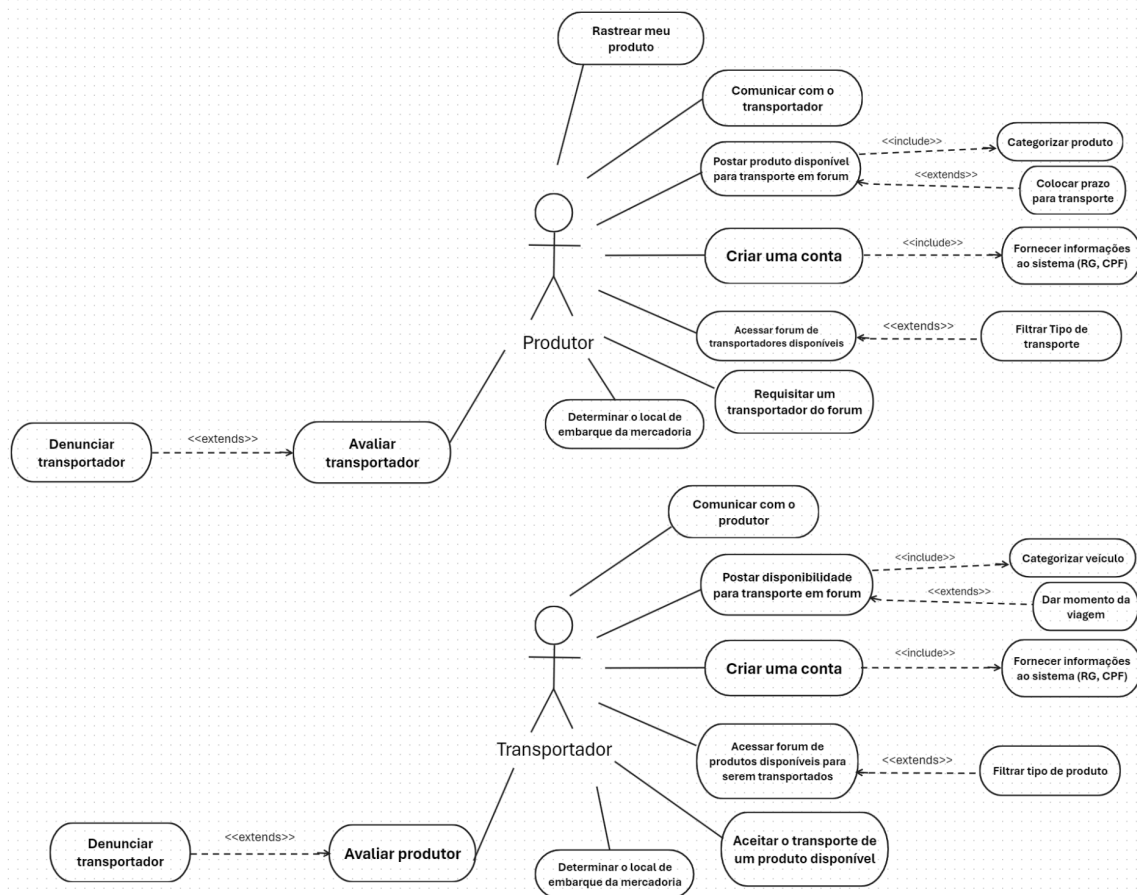 Rastrear meu
produto
Comunicar com o
transportador
<<include>>
Categorizar produto
Postar produto disponível
para transporte em forum
<<extends>>
Colocar prazo
para transporte
Criar uma conta
<<include>>
Fornecer informações
ao sistema (RG, CPF)
Acessar forum de
transportadores disponíveis
<<extends>>
Filtrar Tipo de
transporte
Produtor
Requisitar um
transportador do forum
Determinar o local de
embarque da mercadoria
Denunciar
transportador
<<extends>>
Avaliar
transportador
Comunicar com o
produtor
<<include>>
Categorizar veículo
Postar disponibilidade
para transporte em forum
<<extends>>
Dar momento da
viagem
Criar uma conta
<<include>>
Fornecer informações
ao sistema (RG, CPF)
Transportador
Acessar forum de
produtos disponíveis para
serem transportados
<<extends>>
Filtrar tipo de produto
Aceitar o transporte de
um produto disponível
Denunciar
transportador
<<extends>>
Avaliar produtor
Determinar o local de
embarque da mercadoria